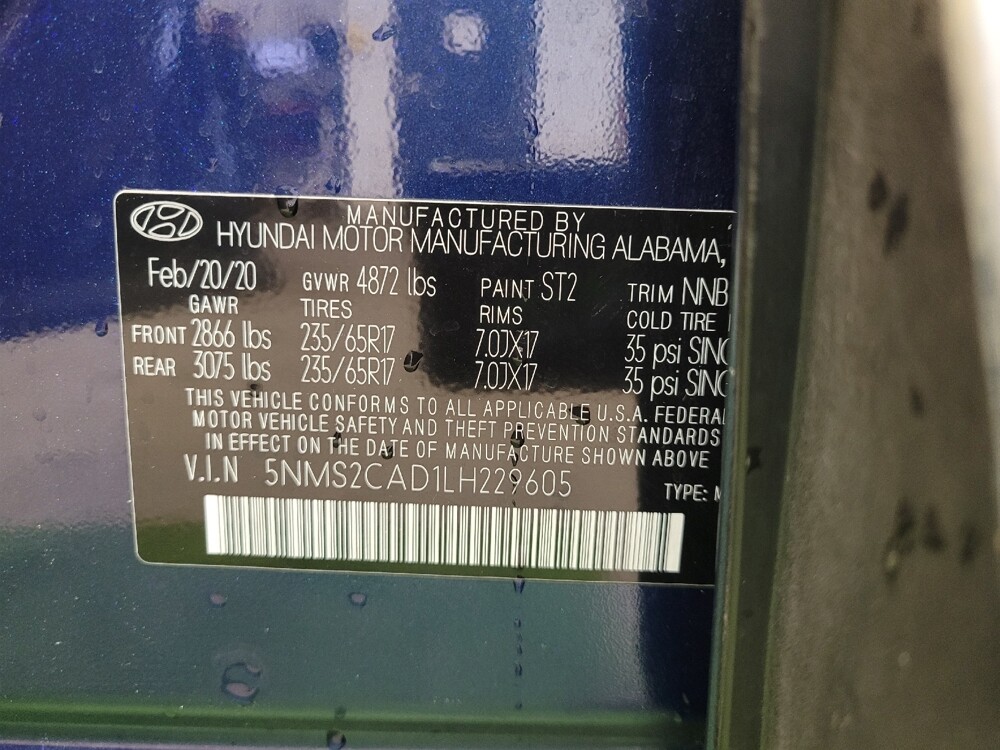 MANUFACTURED BY
HYUNDAI MOTOR MANUFACTURING ALABAMA,
Feb/20/20 GVWR 4872 lbs PAINT ST2 TRIM NNB
GAWR TIRES RIMS COLD TIRE
FRONT 2866 lbs 235/65R17 7.0JX17 35 psi SING
REAR 3075 lbs 235/65R17 7.0JX17 35 psi SING
THIS VEHICLE CONFORMS TO ALL APPLICABLE U.S.A. FEDERAL
MOTOR VEHICLE SAFETY AND THEFT PREVENTION STANDARDS
IN EFFECT ON THE DATE OF MANUFACTURE SHOWN ABOVE
V.I.N 5NMS2CAD1LH229605
TYPE: M